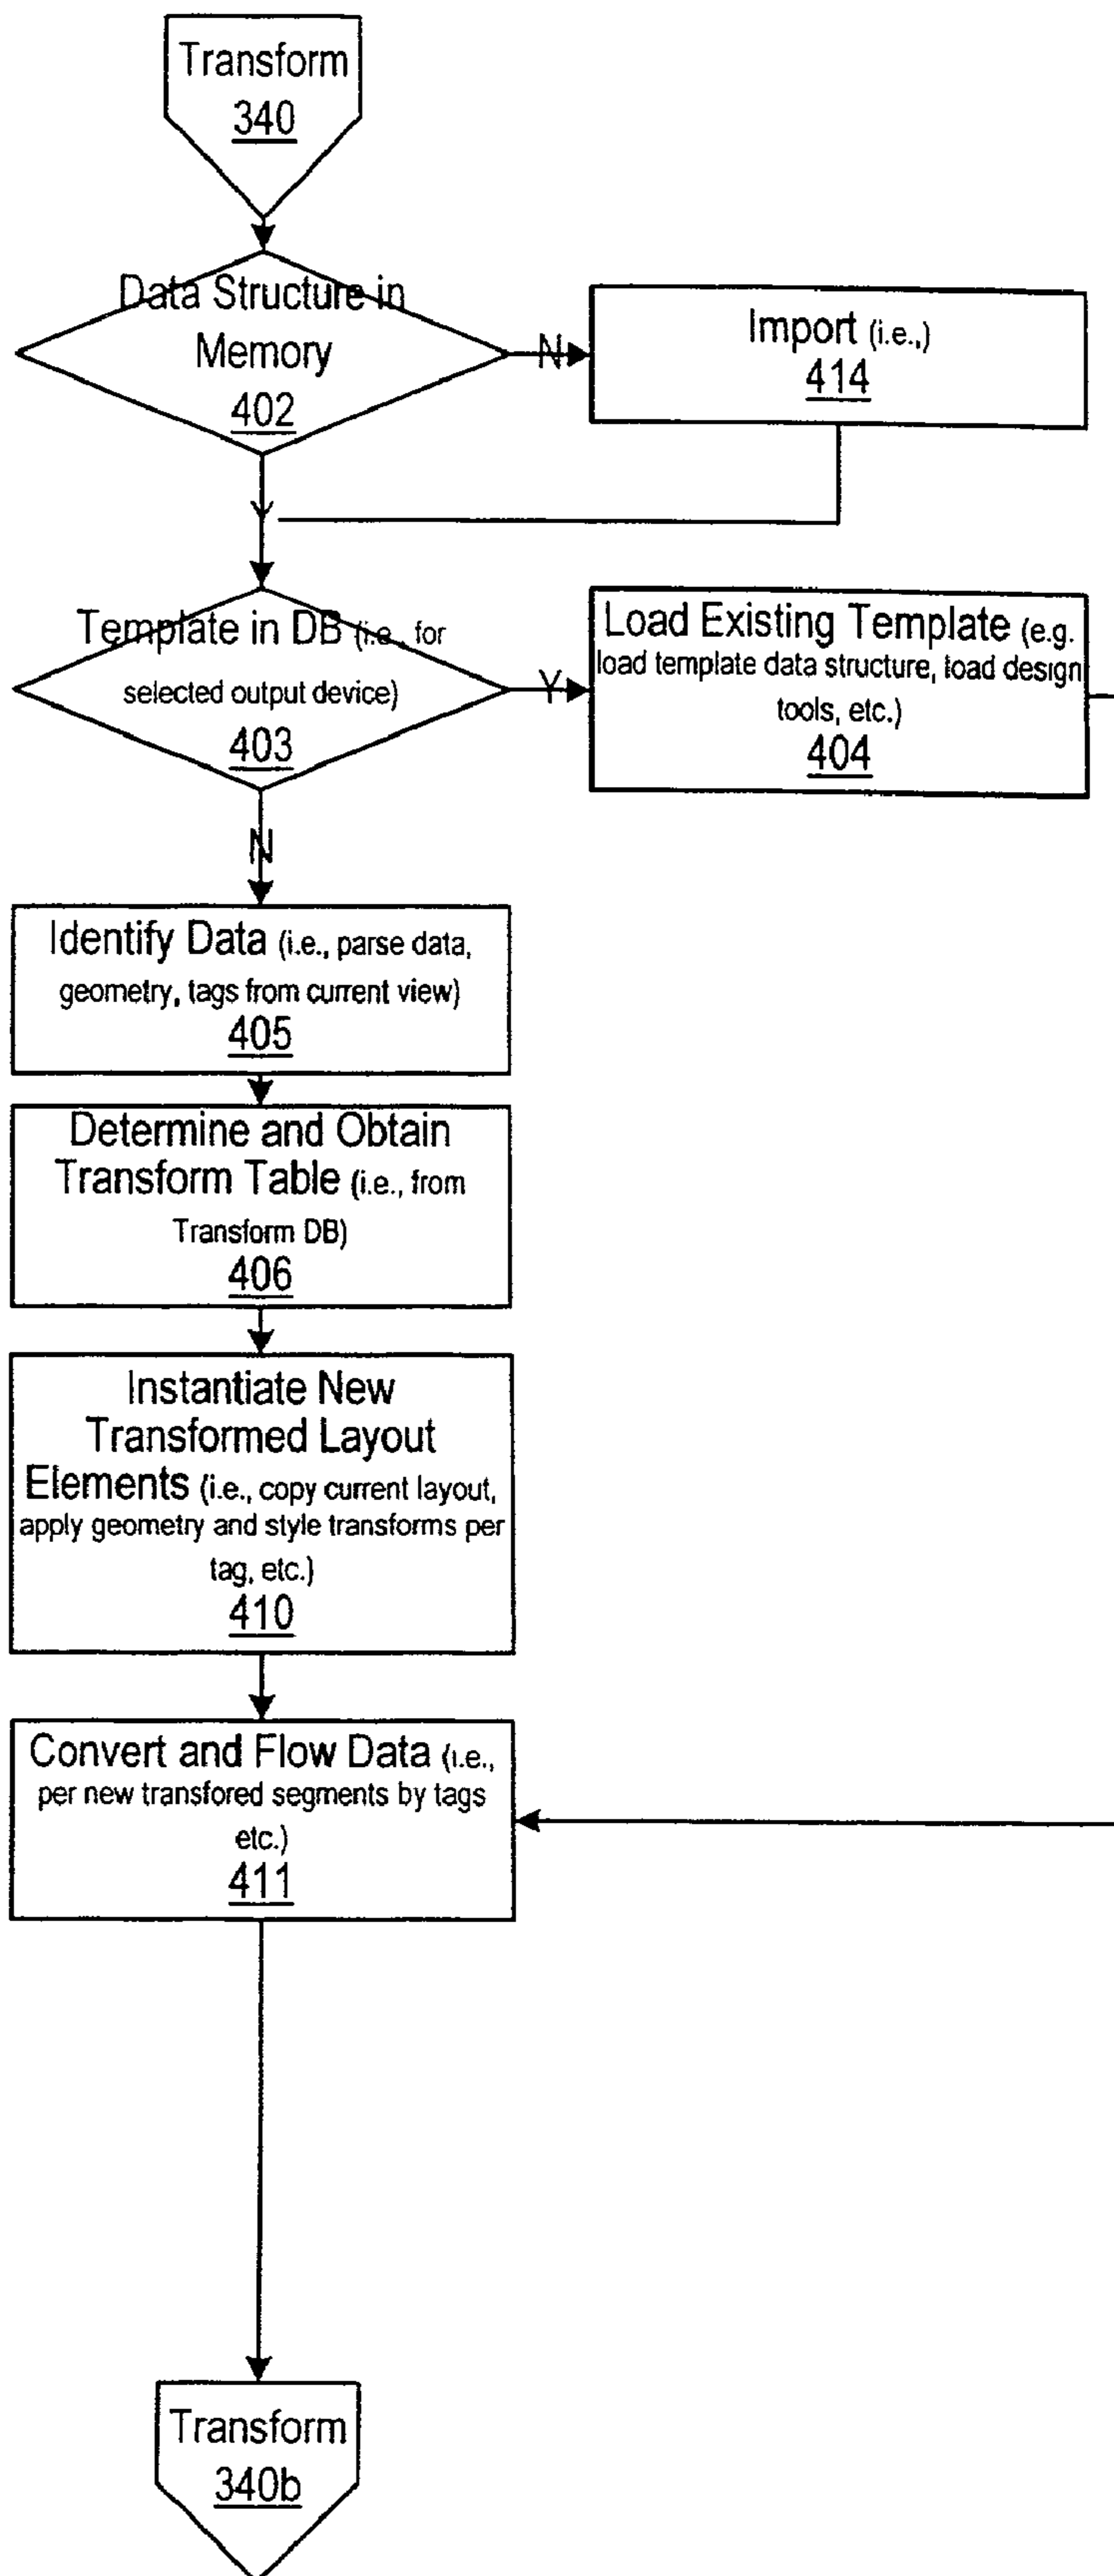 Transform
340
Data Structure in
Memory
402
N
Import (i.e.,)
414
Y
Template in DB (i.e., for
selected output device)
403
Y
Load Existing Template (e.g.
load template data structure, load design
tools, etc.)
404
N
Identify Data (i.e., parse data,
geometry, tags from current view)
405
Determine and Obtain
Transform Table (i.e., from
Transform DB)
406
Instantiate New
Transformed Layout
Elements (i.e., copy current layout,
apply geometry and style transforms per
tag, etc.)
410
Convert and Flow Data (i.e.,
per new transfored segments by tags
etc.)
411
Transform
340b